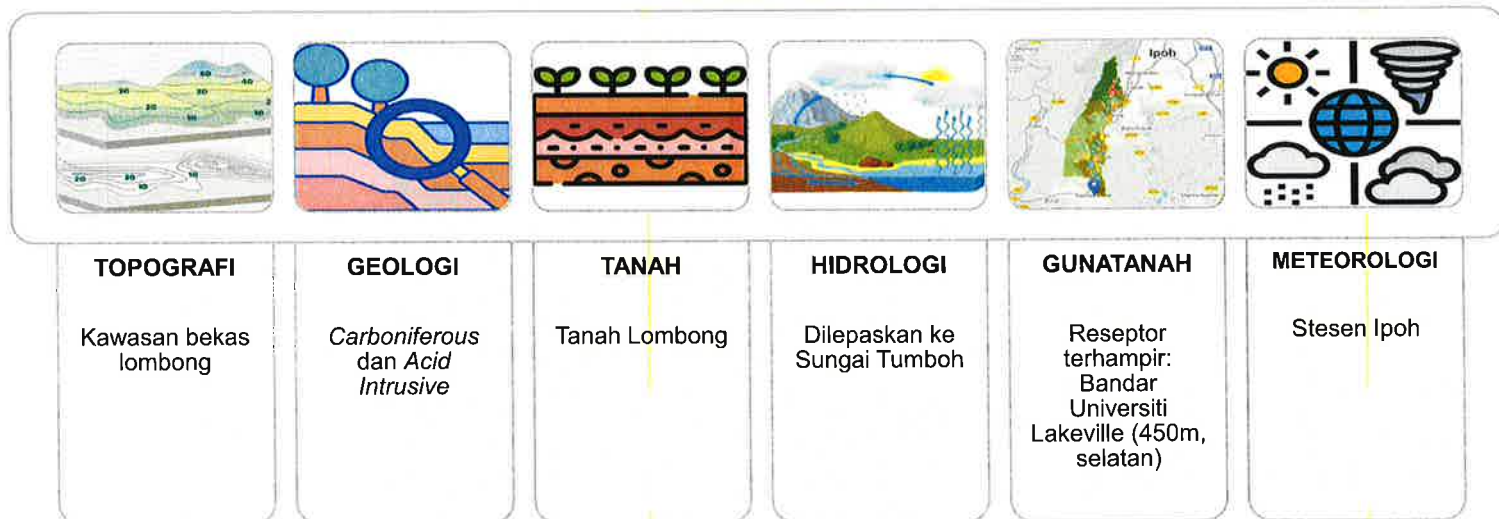 Ipoh
TOPOGRAFI
Kawasan bekas
lombong
GEOLOGI
Carboniferous
dan Acid
Intrusive
TANAH
Tanah Lombong
HIDROLOGI
Dilepaskan ke
Sungai Tumboh
GUNATANAH
Reseptor
terhampir:
Bandar
Universiti
Lakeville (450m,
selatan)
METEOROLOGI
Stesen Ipoh